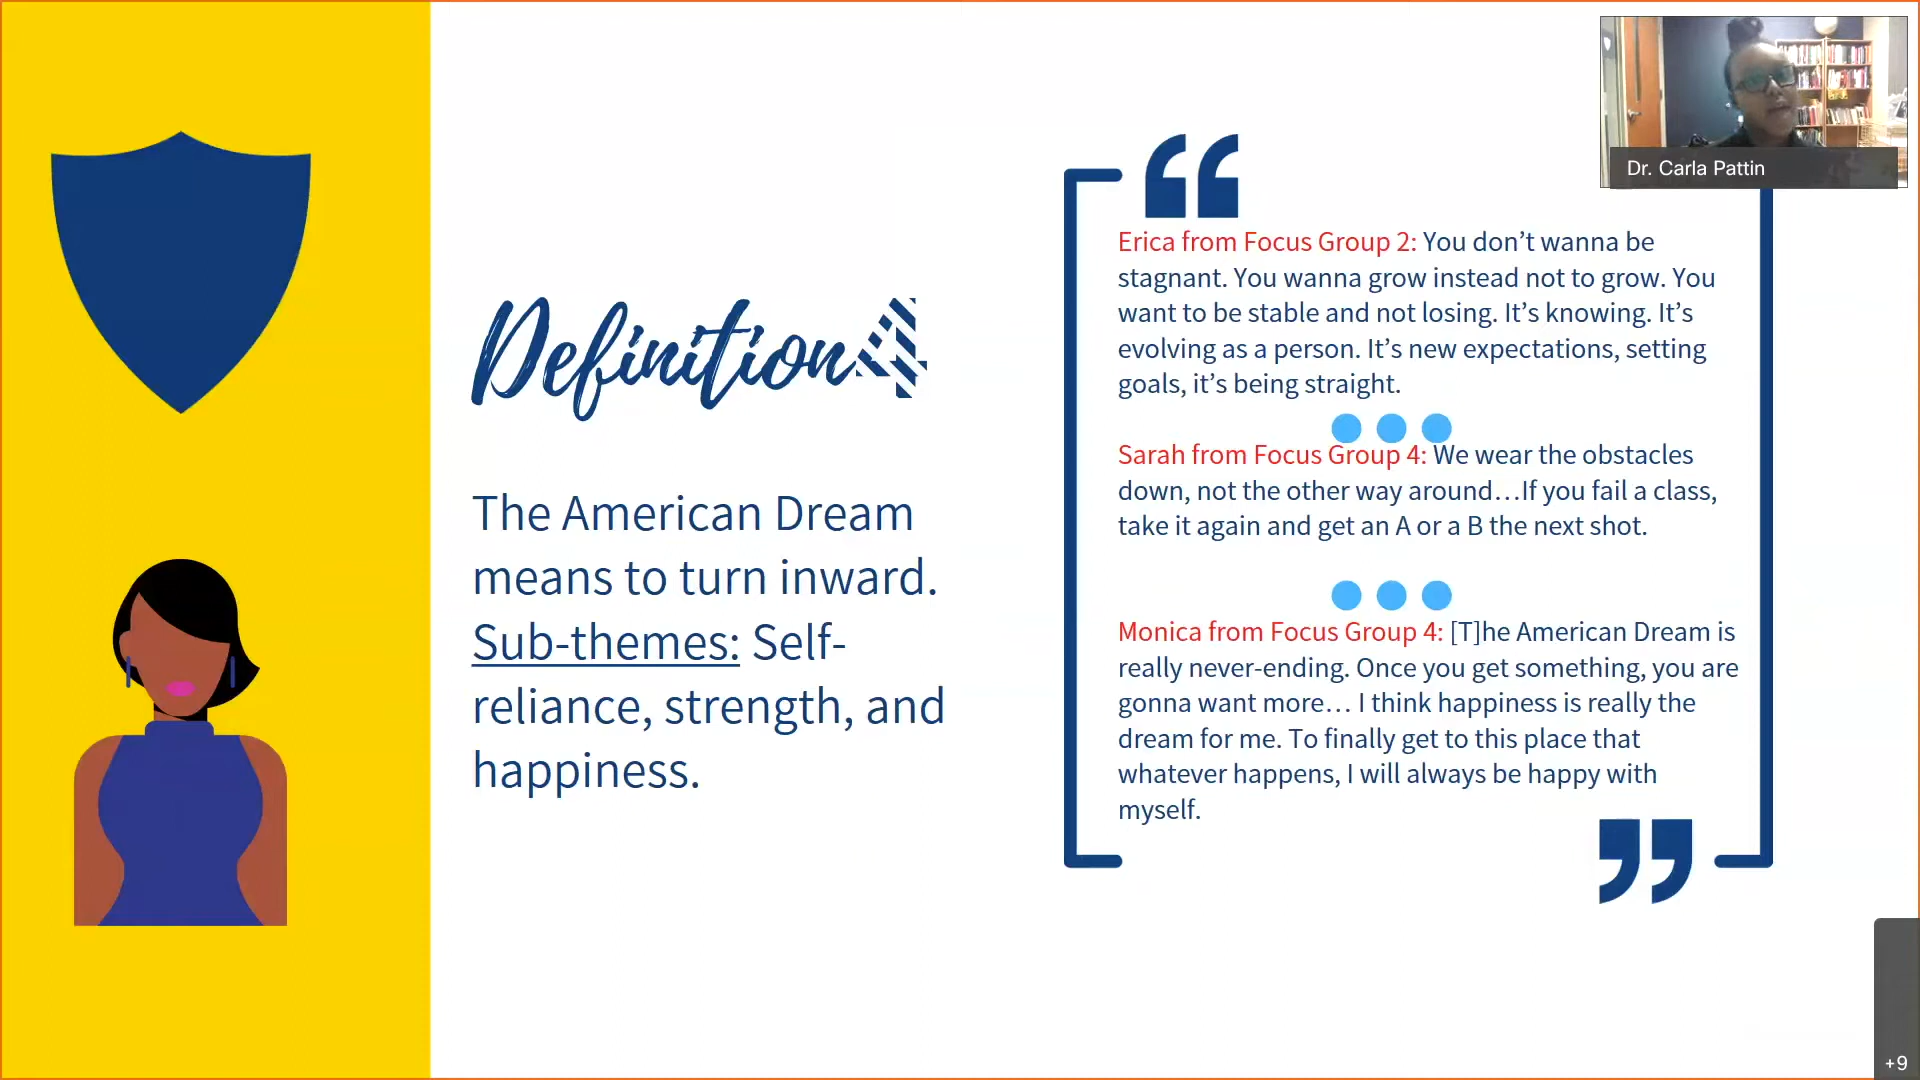 Dr. Carla Pattin
Definition 4
The American Dream
means to turn inward.
Sub-themes: Self-
reliance, strength, and
happiness.
“
Erica from Focus Group 2: You don’t wanna be
stagnant. You wanna grow instead not to grow. You
want to be stable and not losing. It’s knowing. It’s
evolving as a person. It’s new expectations, setting
goals, it’s being straight.
Sarah from Focus Group 4: We wear the obstacles
down, not the other way around…If you fail a class,
take it again and get an A or a B the next shot.
Monica from Focus Group 4: [T]he American Dream is
really never-ending. Once you get something, you are
gonna want more… I think happiness is really the
dream for me. To finally get to this place that
whatever happens, I will always be happy with
myself.
”
+9